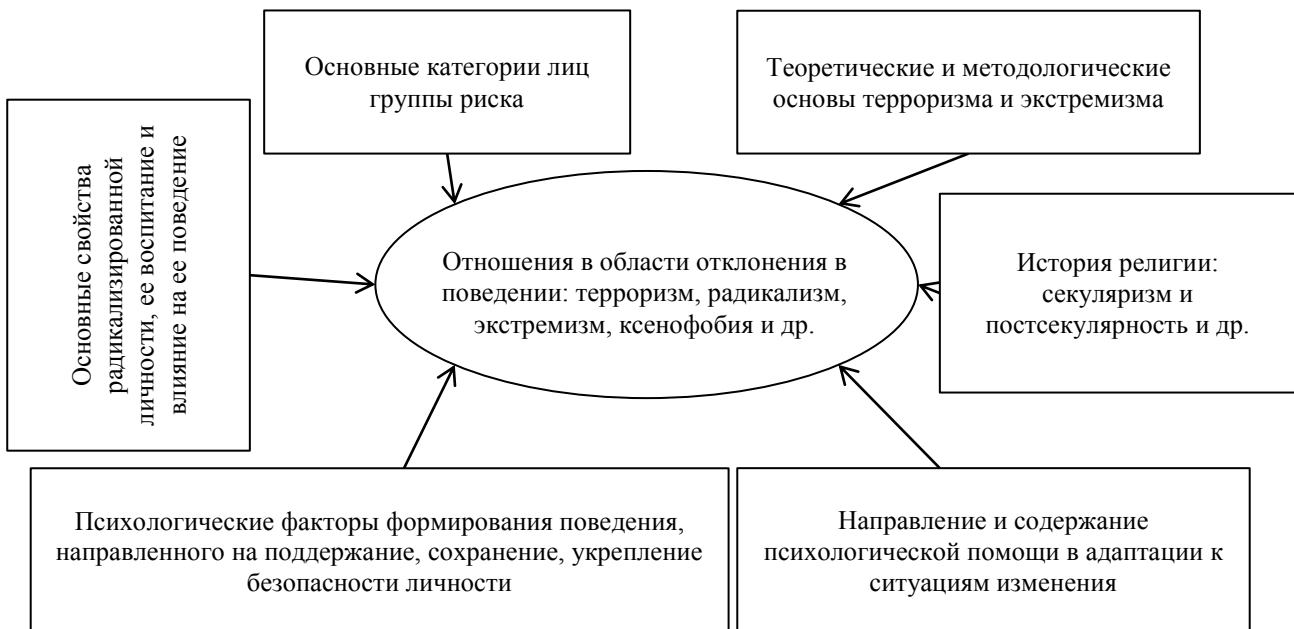 Основные категории лиц
группы риска
Теоретические и методологические
основы терроризма и экстремизма
Основные свойства
радикализированной
личности, ее воспитание и
влияние на ее поведение
Отношения в области отклонения в
поведении: терроризм, радикализм,
экстремизм, ксенофобия и др.
История религии:
секуляризм и
постсекулярность и др.
Психологические факторы формирования поведения,
направленного на поддержание, сохранение, укрепление
безопасности личности
Направление и содержание
психологической помощи в адаптации к
ситуациям изменения